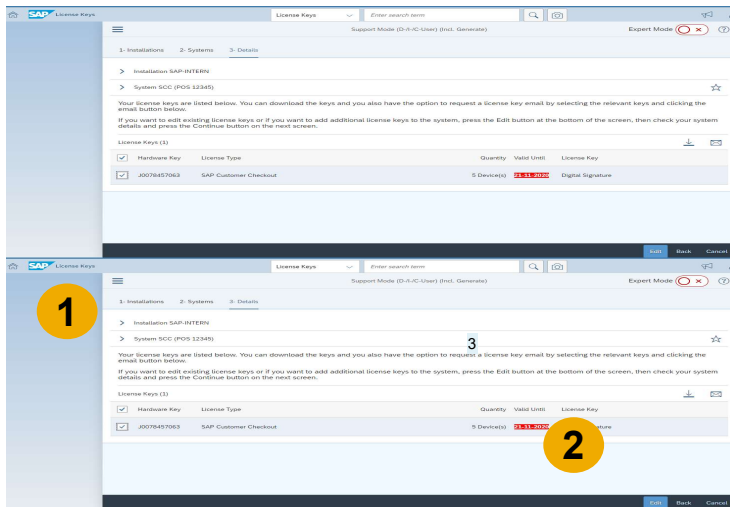 SAP License Keys License Keys Enter search term
Support Mode (D-/I-/C-User) (Incl. Generate) Expert Mode
1- Installations 2- Systems 3- Details
Installation SAP-INTERN
System SCC (POS 12345)
Your license keys are listed below. You can download the keys and you also have the option to request a license key email by selecting the relevant keys and clicking the
email button below.
If you want to edit existing license keys or if you want to add additional license keys to the system, press the Edit button at the bottom of the screen, then check your system
details and press the Continue button on the next screen.
License Keys (1)
Hardware Key License Type Quantity Valid Until License Key
J0078457063 SAP Customer Checkout 5 Device(s) 21-11-2020 Digital Signature
Edit Back Cancel
SAP License Keys License Keys Enter search term
Support Mode (D-/I-/C-User) (Incl. Generate) Expert Mode
1
1- Installations 2- Systems 3- Details
Installation SAP-INTERN
System SCC (POS 12345)
3
Your license keys are listed below. You can download the keys and you also have the option to request a license key email by selecting the relevant keys and clicking the
email button below.
If you want to edit existing license keys or if you want to add additional license keys to the system, press the Edit button at the bottom of the screen, then check your system
details and press the Continue button on the next screen.
License Keys (1)
Hardware Key License Type Quantity Valid Until License Key
J0078457063 SAP Customer Checkout 5 Device(s) 21-11-2020
2
Edit Back Cancel